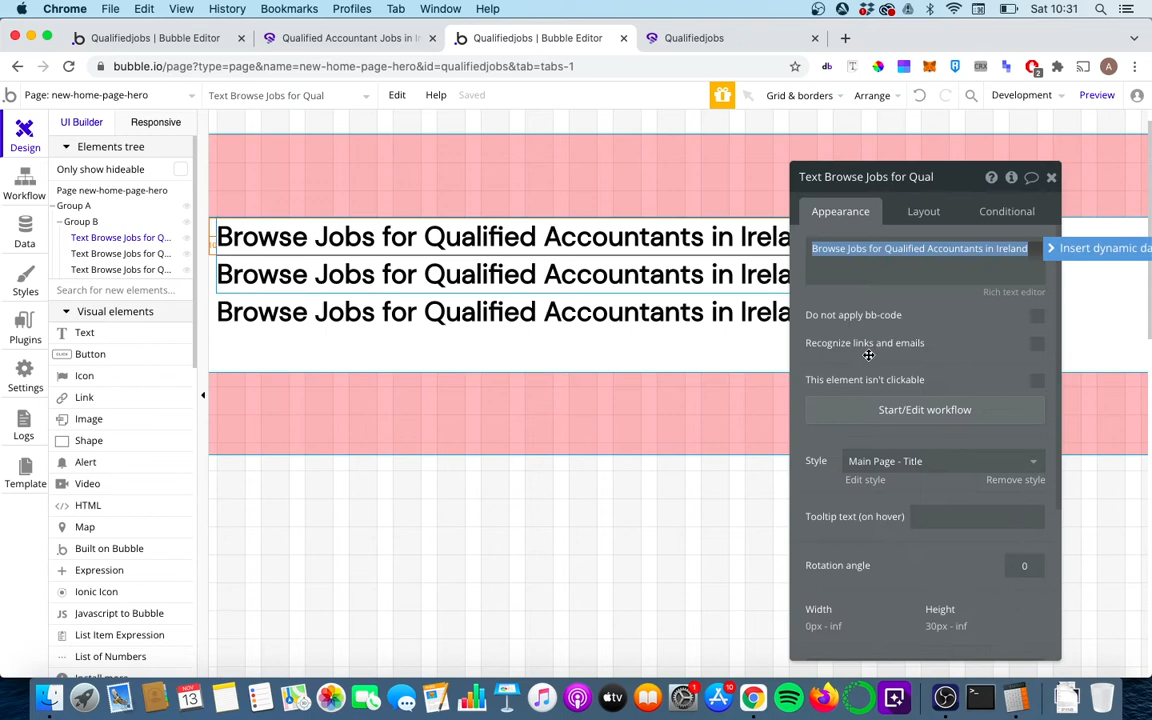 Chrome File Edit View History Bookmarks Profiles Tab Window Help Sat 10:31
Qualifiedjobs | Bubble Editor Qualified Accountant Jobs in I Qualifiedjobs | Bubble Editor Qualifiedjobs
bubble.io/page?type=page&name=new-home-page-hero&id=qualifiedjobs&tab=tabs-1
Page: new-home-page-hero Text Browse Jobs for Qual Edit Help Saved Grid & borders Arrange Development Preview
UI Builder Responsive
Design
Elements tree
Only show hideable
Workflow
Page new-home-page-hero
Group A
Group B
Text Browse Jobs for Q...
Text Browse Jobs for Q...
Text Browse Jobs for Q...
Data
Styles
Plugins
Settings
Logs
Template
Search for new elements...
Visual elements
Text
Button
Icon
Link
Image
Shape
Alert
Video
HTML
Map
Built on Bubble
Expression
Ionic Icon
Javascript to Bubble
List Item Expression
List of Numbers
Browse Jobs for Qualified Accountants in Irela
Browse Jobs for Qualified Accountants in Irela
Browse Jobs for Qualified Accountants in Irela
Text Browse Jobs for Qual
Appearance Layout Conditional
Browse Jobs for Qualified Accountants in Ireland
Insert dynamic da
Rich text editor
Do not apply bb-code
Recognize links and emails
This element isn't clickable
Start/Edit workflow
Style Main Page - Title
Edit style Remove style
Tooltip text (on hover)
Rotation angle 0
Width Height
0px - inf 30px - inf